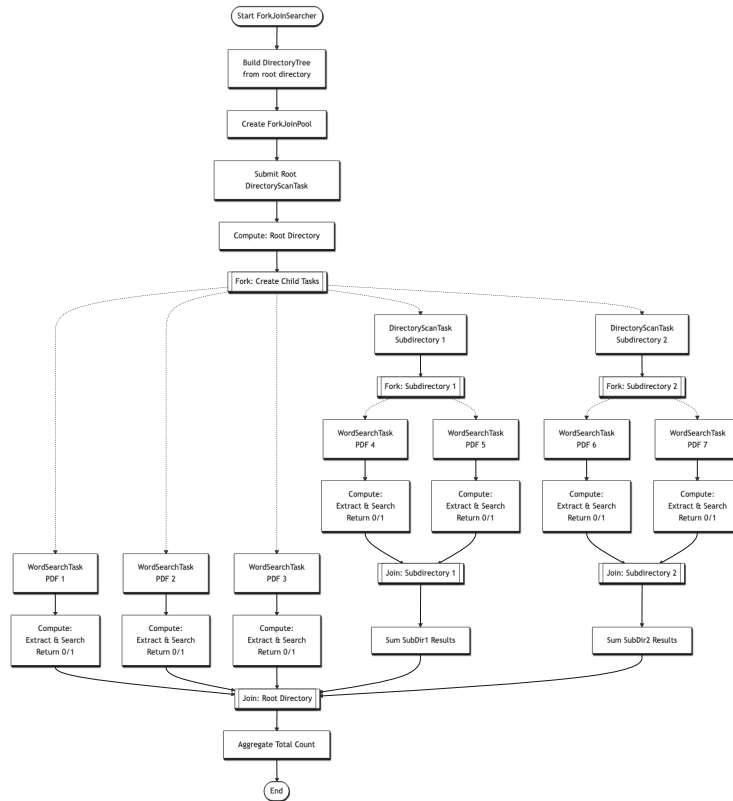 Start ForkJoinSearcher
Build DirectoryTree
from root directory
Create ForkJoinPool
Submit Root
DirectoryScanTask
Compute: Root Directory
Fork: Create Child Tasks
DirectoryScanTask
Subdirectory 1
DirectoryScanTask
Subdirectory 2
Fork: Subdirectory 1
Fork: Subdirectory 2
WordSearchTask
PDF 4
WordSearchTask
PDF 5
WordSearchTask
PDF 6
WordSearchTask
PDF 7
Compute:
Extract & Search
Return 0/1
Compute:
Extract & Search
Return 0/1
Compute:
Extract & Search
Return 0/1
Compute:
Extract & Search
Return 0/1
WordSearchTask
PDF 1
WordSearchTask
PDF 2
WordSearchTask
PDF 3
Join: Subdirectory 1
Join: Subdirectory 2
Compute:
Extract & Search
Return 0/1
Compute:
Extract & Search
Return 0/1
Compute:
Extract & Search
Return 0/1
Sum SubDir1 Results
Sum SubDir2 Results
Join: Root Directory
Aggregate Total Count
End